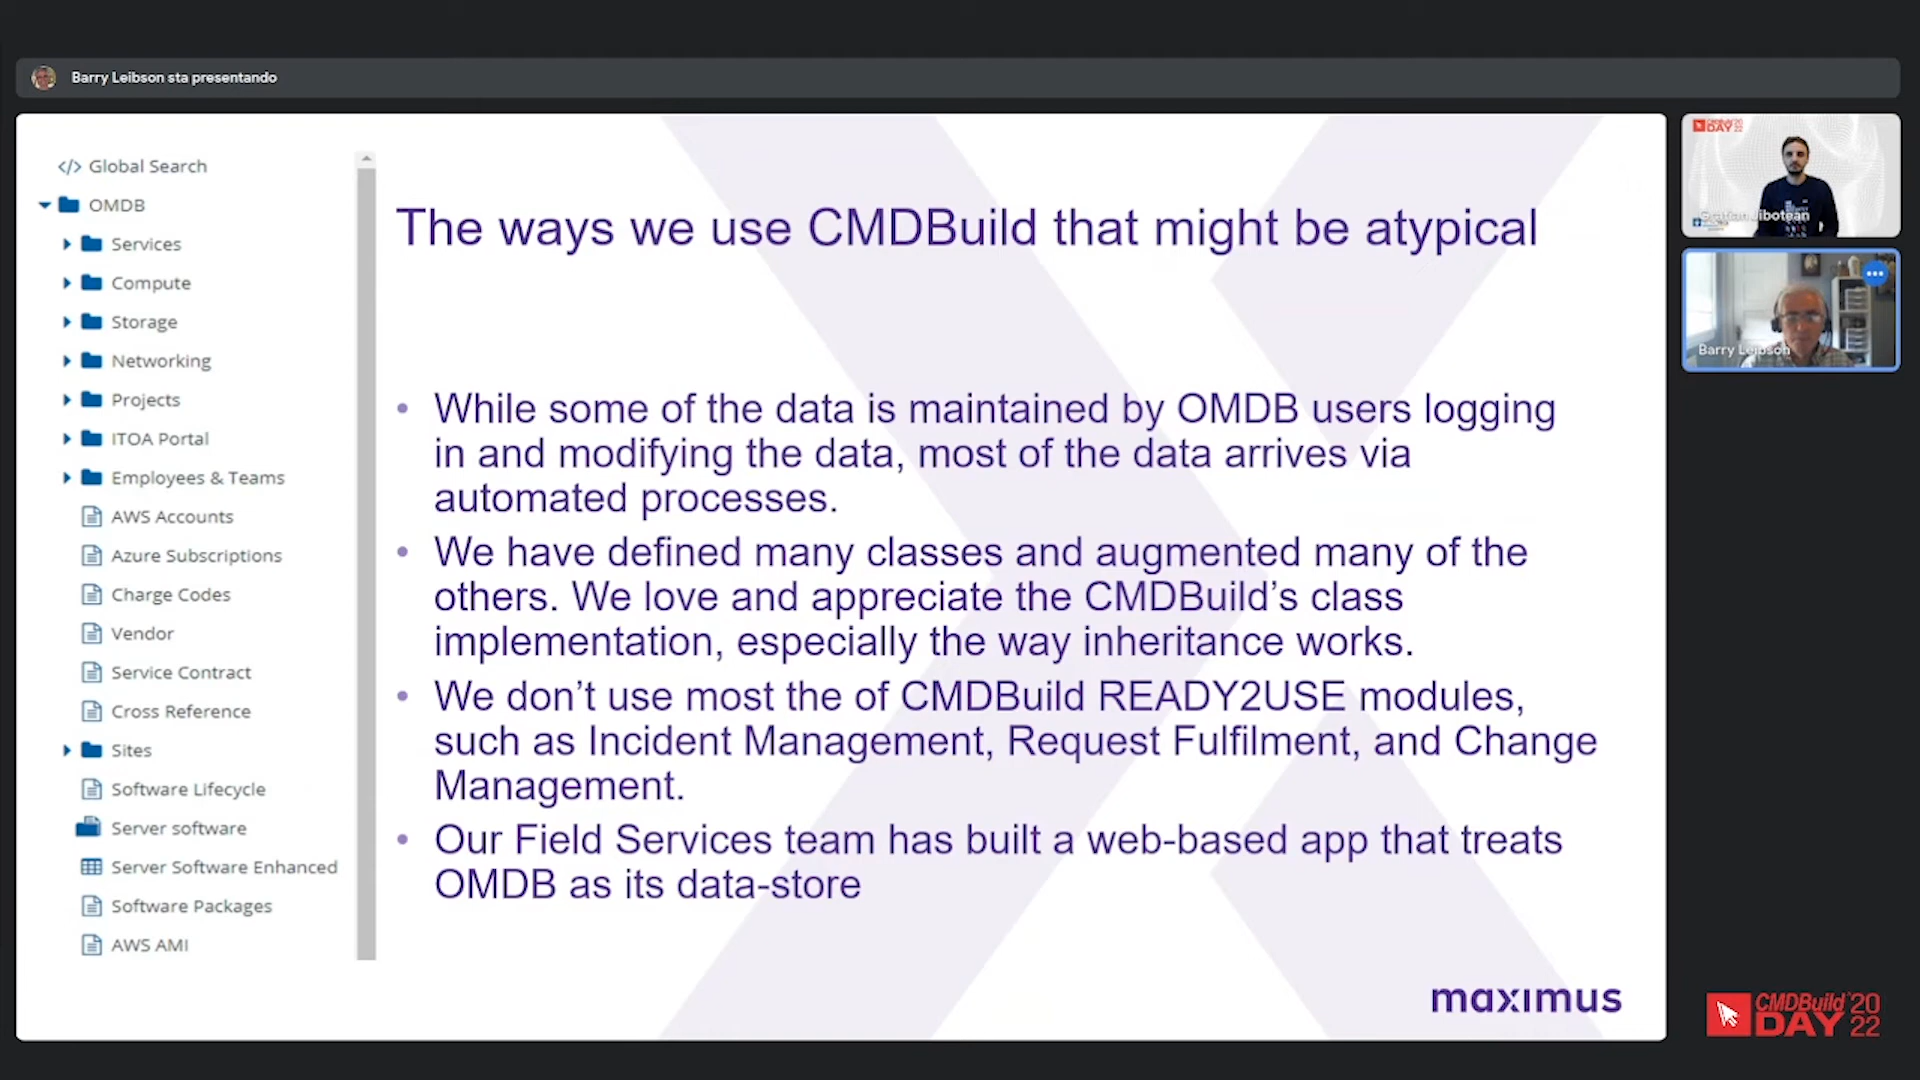 Barry Leibson sta presentando
</> Global Search
OMDB
Services
Compute
Storage
Networking
Projects
ITOA Portal
Employees & Teams
AWS Accounts
Azure Subscriptions
Charge Codes
Vendor
Service Contract
Cross Reference
Sites
Software Lifecycle
Server software
Server Software Enhanced
Software Packages
AWS AMI
The ways we use CMDBuild that might be atypical
• While some of the data is maintained by OMDB users logging
in and modifying the data, most of the data arrives via
automated processes.
• We have defined many classes and augmented many of the
others. We love and appreciate the CMDBuild’s class
implementation, especially the way inheritance works.
• We don’t use most the of CMDBuild READY2USE modules,
such as Incident Management, Request Fulfilment, and Change
Management.
• Our Field Services team has built a web-based app that treats
OMDB as its data-store
maximus
CMDBuild 20
DAY 22
Barry Leibson
CMDBuild 20
DAY 22